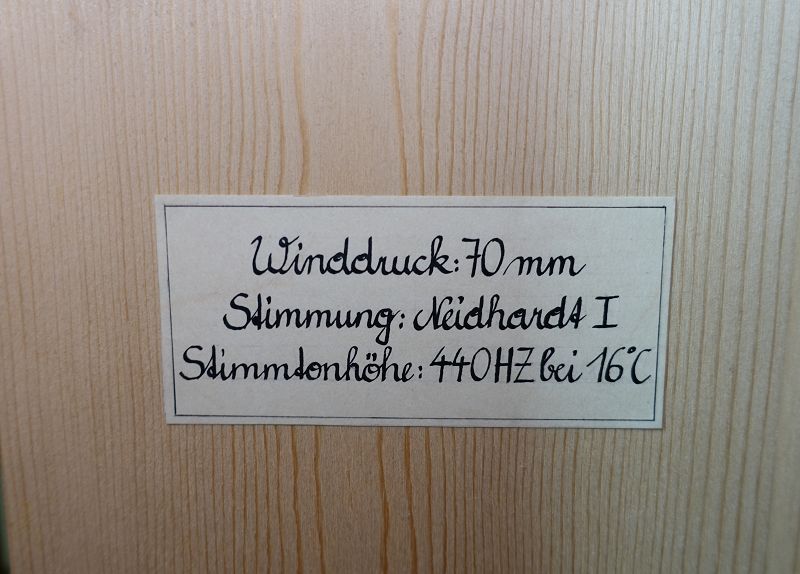 Winddruck: 70 mm
Stimmung: Neidhardt I
Stimmtonhöhe: 440 HZ bei 16°C